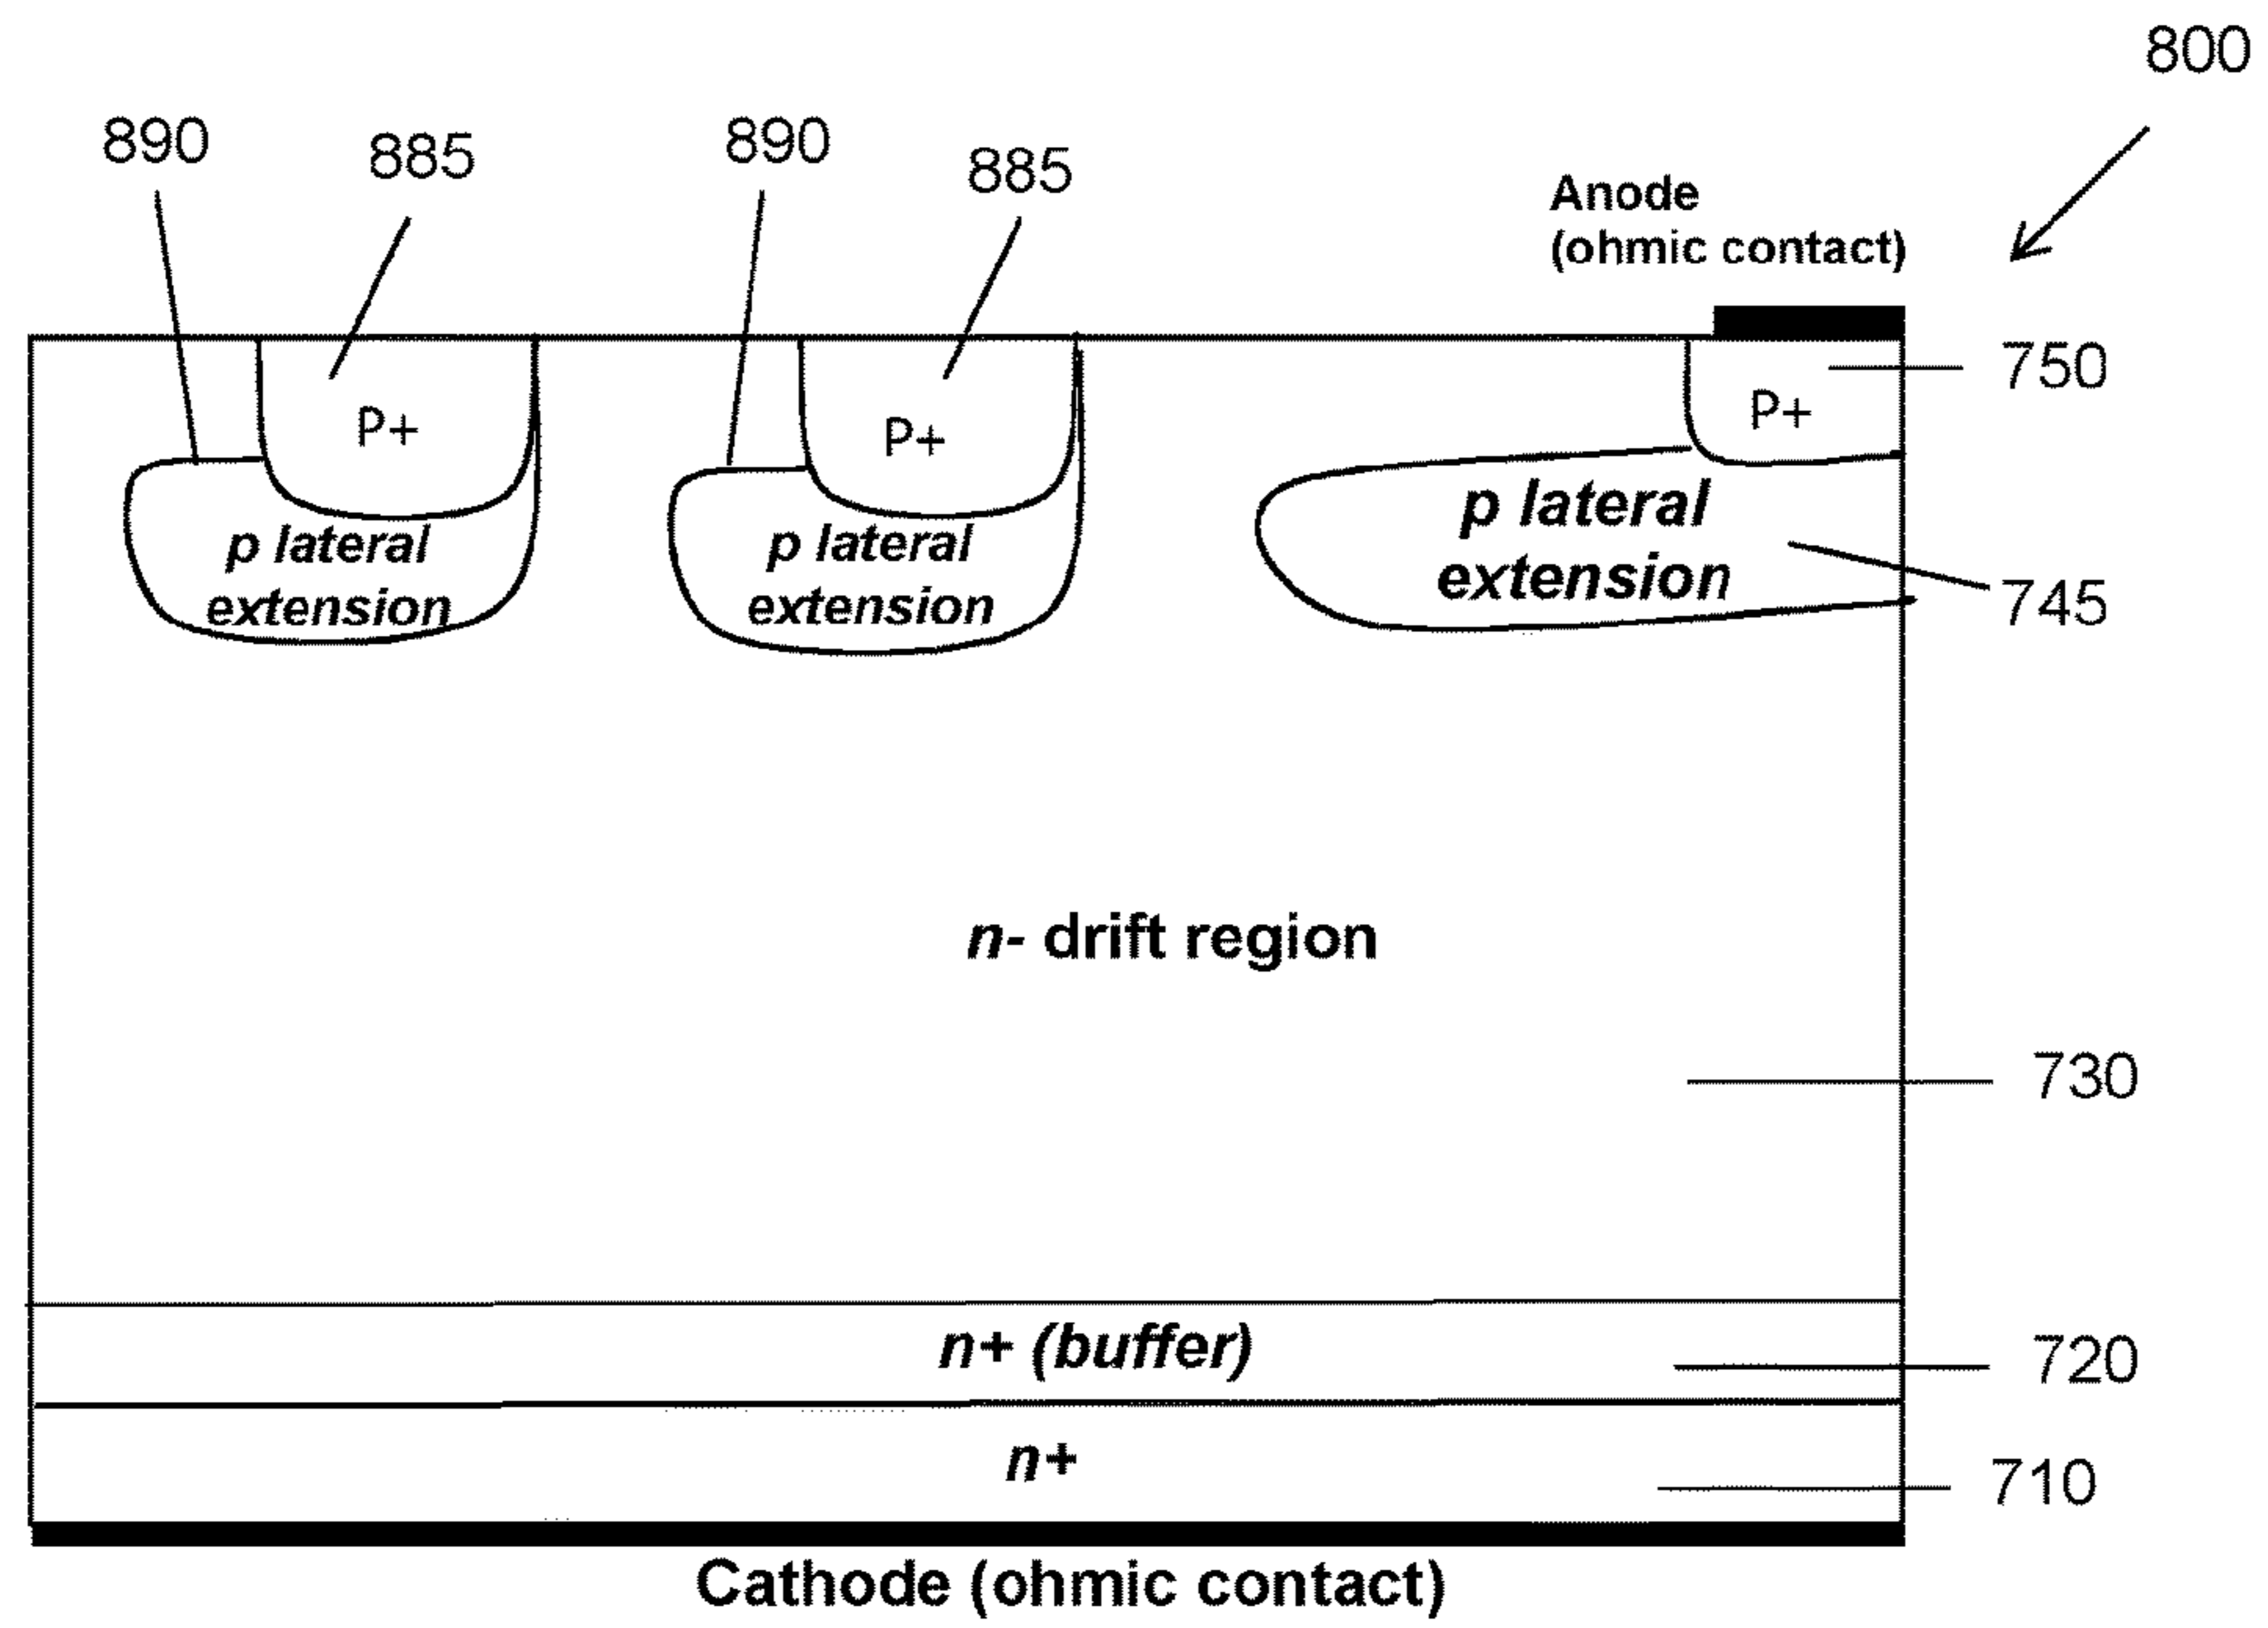 800
890
885
890
885
Anode
(ohmic contact)
750
P+
P+
P+
p lateral
extension
p lateral
extension
p lateral
extension
745
n- drift region
730
n+ (buffer)
720
n+
710
Cathode (ohmic contact)